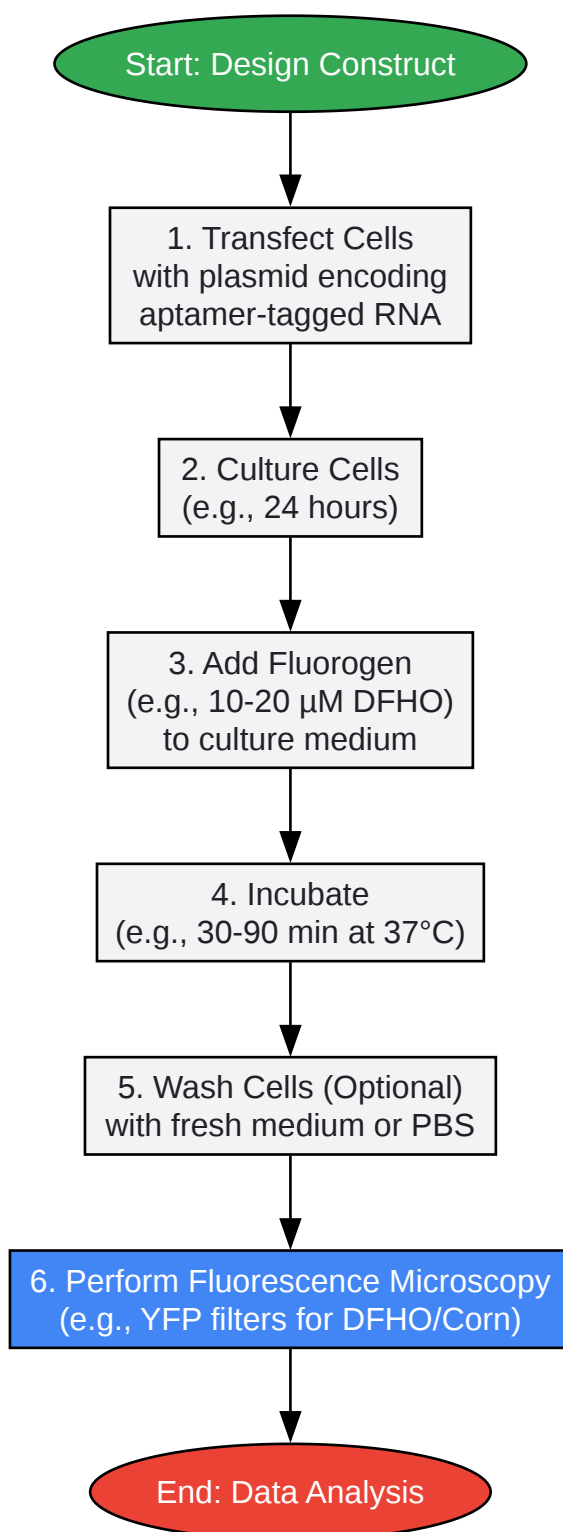 Start: Design Construct
1. Transfect Cells
with plasmid encoding
aptamer-tagged RNA
2. Culture Cells
(e.g., 24 hours)
3. Add Fluorogen
(e.g., 10-20 µM DFHO)
to culture medium
4. Incubate
(e.g., 30-90 min at 37°C)
5. Wash Cells (Optional)
with fresh medium or PBS
6. Perform Fluorescence Microscopy
(e.g., YFP filters for DFHO/Corn)
End: Data Analysis